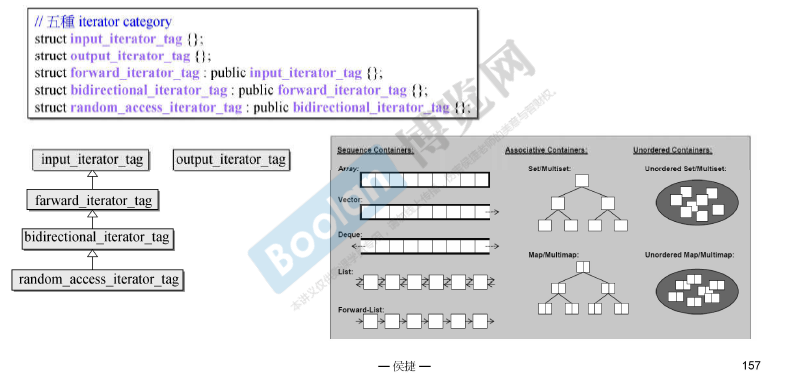 // 五種 iterator category
struct input_iterator_tag {};
struct output_iterator_tag {};
struct forward_iterator_tag : public input_iterator_tag {};
struct bidirectional_iterator_tag : public forward_iterator_tag {};
struct random_access_iterator_tag : public bidirectional_iterator_tag {};
input_iterator_tag
output_iterator_tag
farward_iterator_tag
bidirectional_iterator_tag
random_access_iterator_tag
Sequence Containers:
Array:
Vector:
Deque:
List:
Forward-List:
Associative Containers:
Set/Multiset:
Map/Multimap:
Unordered Containers:
Unordered Set/Multiset:
Unordered Map/Multimap:
Boolan
博览网
— 侯捷 —
157